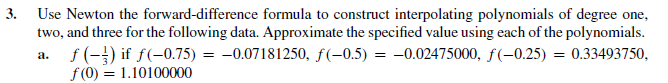 3. Use Newton the forward-difference formula to construct interpolating polynomials of degree one,
two, and three for the following data. Approximate the specified value using each of the polynomials.
a. f (−1/3) if f(−0.75) = −0.07181250, f(−0.5) = −0.02475000, f(−0.25) = 0.33493750,
f(0) = 1.10100000